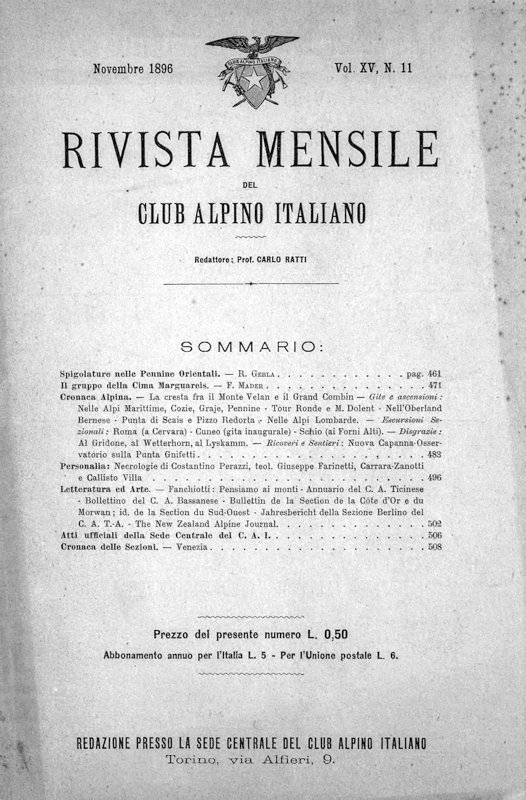 Novembre 1896
CLUB ALPINO ITALIANO
Vol. XV, N. 11
RIVISTA MENSILE
DEL
CLUB ALPINO ITALIANO
Redattore: Prof. CARLO RATTI
SOMMARIO:
Spigolature nelle Pennine Orientali. — R. GERLA . . . . . . . . . . . . pag. 461
Il gruppo della Cima Marguareis. — F. MADER . . . . . . . . . . . . . . 471
Cronaca Alpina. — La cresta fra il Monte Velan e il Grand Combin — Gite e ascensioni:
Nelle Alpi Marittime, Cozie, Graje, Pennine - Tour Ronde e M. Dolent - Nell'Oberland
Bernese - Punta di Scais e Pizzo Redorta - Nelle Alpi Lombarde. — Escursioni Se-
zionali: Roma (a Cervara) - Cuneo (gita inaugurale) - Schio (ai Forni Alti). — Disgrazie:
Al Gridone, al Wetterhorn, al Lyskamm. — Ricoveri e Sentieri: Nuova Capanna-Osser-
vatorio sulla Punta Gnifetti . . . . . . . . . . . . . . . . . . . . 483
Personalia: Necrologie di Costantino Perazzi, teol. Giuseppe Farinetti, Carrara-Zanotti
e Callisto Villa . . . . . . . . . . . . . . . . . . . . . . . . 496
Letteratura ed Arte. — Fanchiotti: Pensiamo ai monti - Annuario del C. A. Ticinese
- Bollettino del C. A. Bassanese - Bullettin de la Section de la Côte d'Or e du
Morwan; id. de la Section du Sud-Ouest - Jahresbericht della Sezione Berlino del
C. A. T.-A. - The New Zealand Alpine Journal . . . . . . . . . . . . . 502
Atti ufficiali della Sede Centrale del C. A. I. . . . . . . . . . . . . . 506
Cronaca delle Sezioni. — Venezia . . . . . . . . . . . . . . . . . . . 508
Prezzo del presente numero L. 0,50
Abbonamento annuo per l'Italia L. 5 - Per l'Unione postale L. 6.
REDAZIONE PRESSO LA SEDE CENTRALE DEL CLUB ALPINO ITALIANO
Torino, via Alfieri, 9.